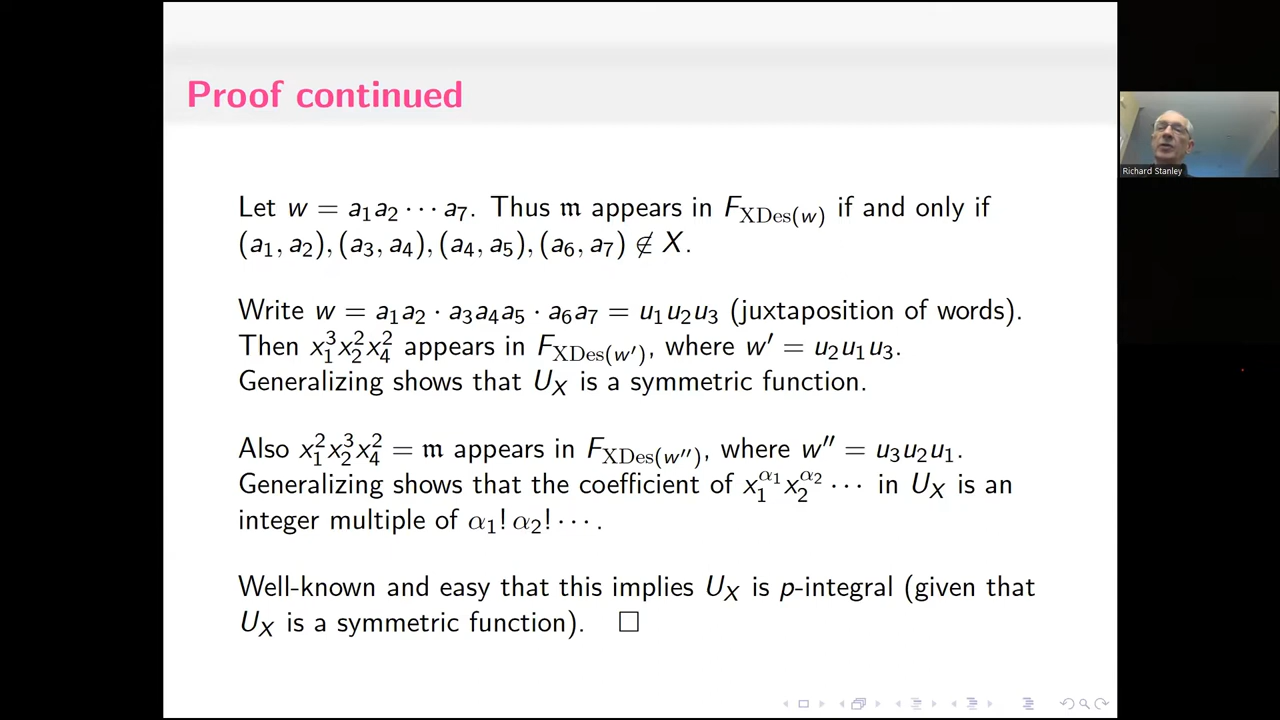 Proof continued
Let w = a₁a₂ ⋯ a₇. Thus 𝔪 appears in F_XDes(w) if and only if
(a₁, a₂), (a₃, a₄), (a₄, a₅), (a₆, a₇) ∉ X.
Write w = a₁a₂ · a₃a₄a₅ · a₆a₇ = u₁u₂u₃ (juxtaposition of words).
Then x₁³x₂²x₄² appears in F_XDes(w′), where w′ = u₂u₁u₃.
Generalizing shows that U_X is a symmetric function.
Also x₁²x₂³x₄² = 𝔪 appears in F_XDes(w″), where w″ = u₃u₂u₁.
Generalizing shows that the coefficient of x₁^α₁ x₂^α₂ ⋯ in U_X is an
integer multiple of α₁! α₂! ⋯.
Well-known and easy that this implies U_X is p-integral (given that
U_X is a symmetric function). □
Richard Stanley